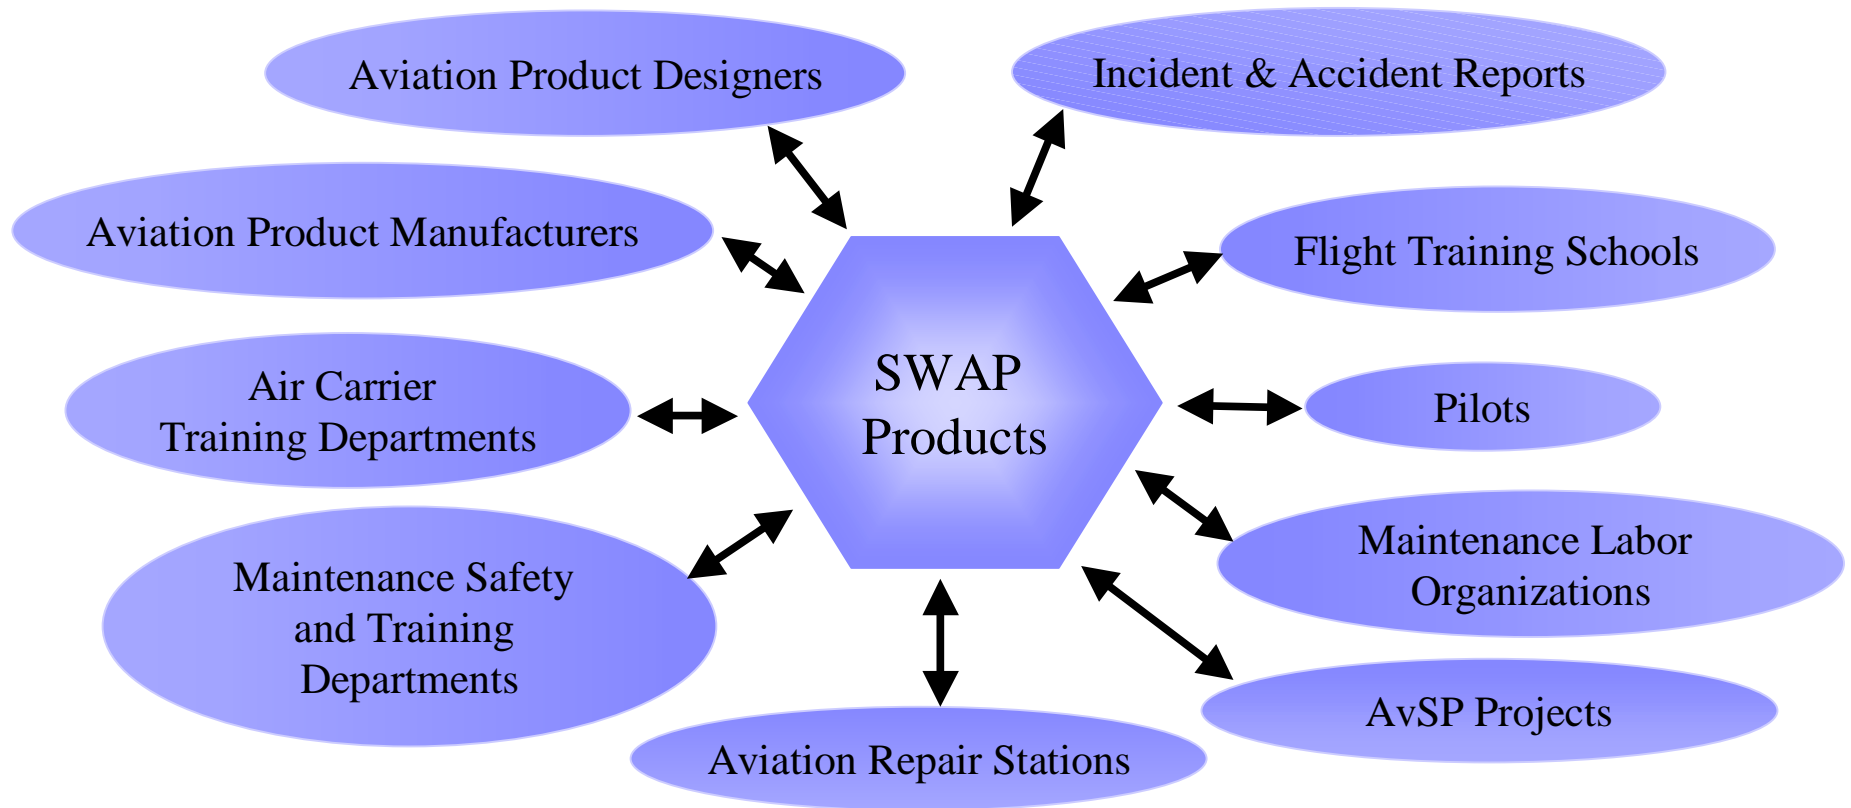 Aviation Product Designers
Incident & Accident Reports
Aviation Product Manufacturers
Flight Training Schools
SWAP
Products
Air Carrier
Training Departments
Pilots
Maintenance Safety
and Training
Departments
Maintenance Labor
Organizations
AvSP Projects
Aviation Repair Stations